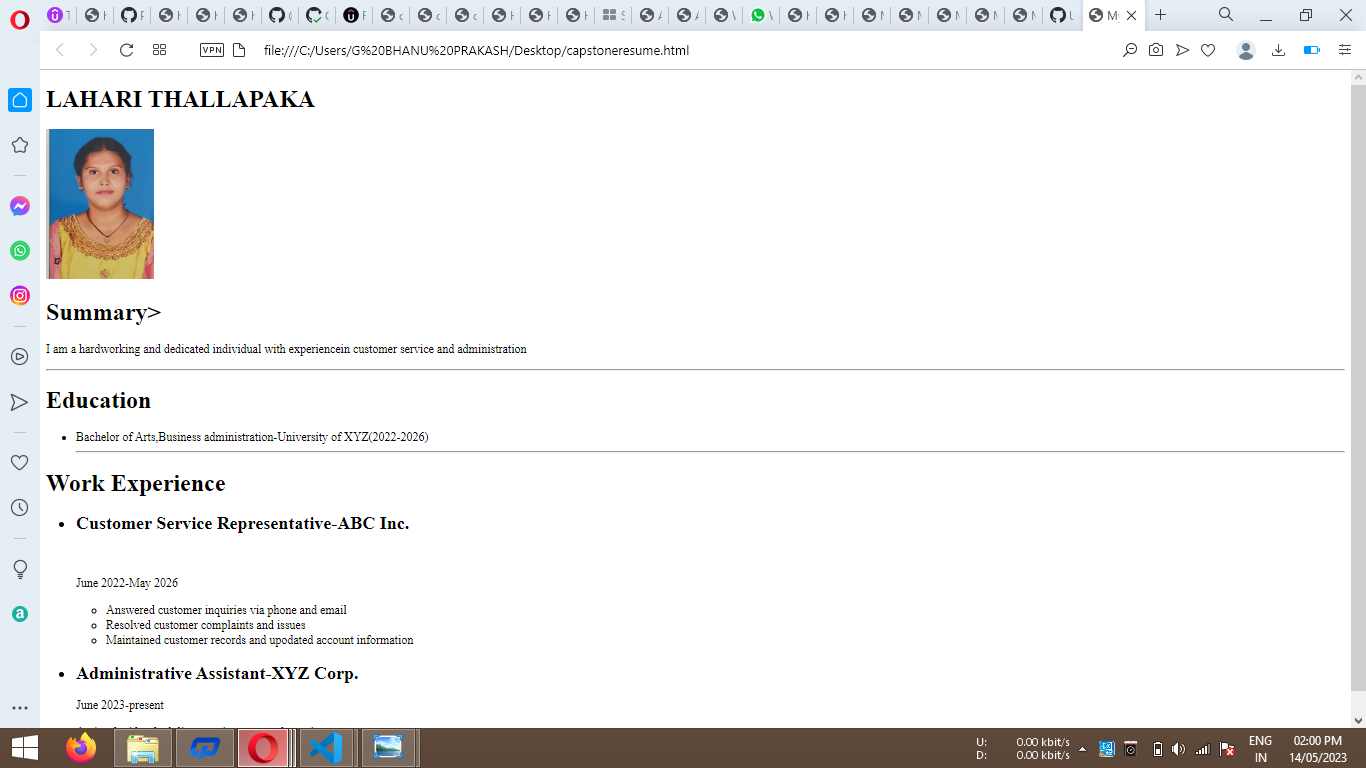 VPN
file:///C:/Users/G%20BHANU%20PRAKASH/Desktop/capstoneresume.html
LAHARI THALLAPAKA
Summary>
I am a hardworking and dedicated individual with experiencein customer service and administration
Education
Bachelor of Arts,Business administration-University of XYZ(2022-2026)
Work Experience
Customer Service Representative-ABC Inc.
June 2022-May 2026
Answered customer inquiries via phone and email
Resolved customer complaints and issues
Maintained customer records and upodated account information
Administrative Assistant-XYZ Corp.
June 2023-present
U: 0.00 kbit/s
D: 0.00 kbit/s
ENG
IN
02:00 PM
14/05/2023